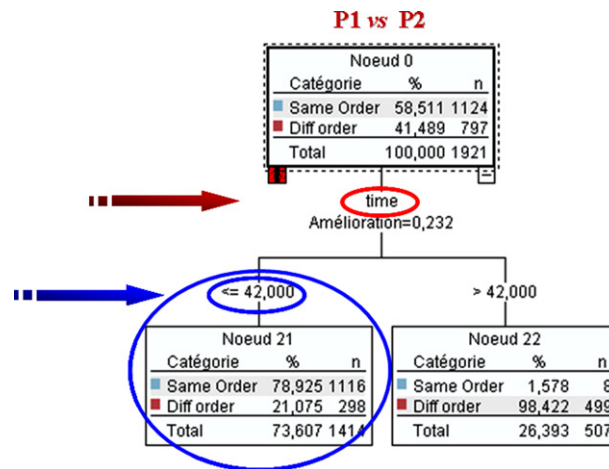 P1 vs P2
Noeud 0
Catégorie % n
Same Order 58,511 1124
Diff order 41,489 797
Total 100,000 1921
time
Amélioration=0,232
<= 42,000
> 42,000
Noeud 21
Catégorie % n
Same Order 78,925 1116
Diff order 21,075 298
Total 73,607 1414
Noeud 22
Catégorie % n
Same Order 1,578 8
Diff order 98,422 499
Total 26,393 507